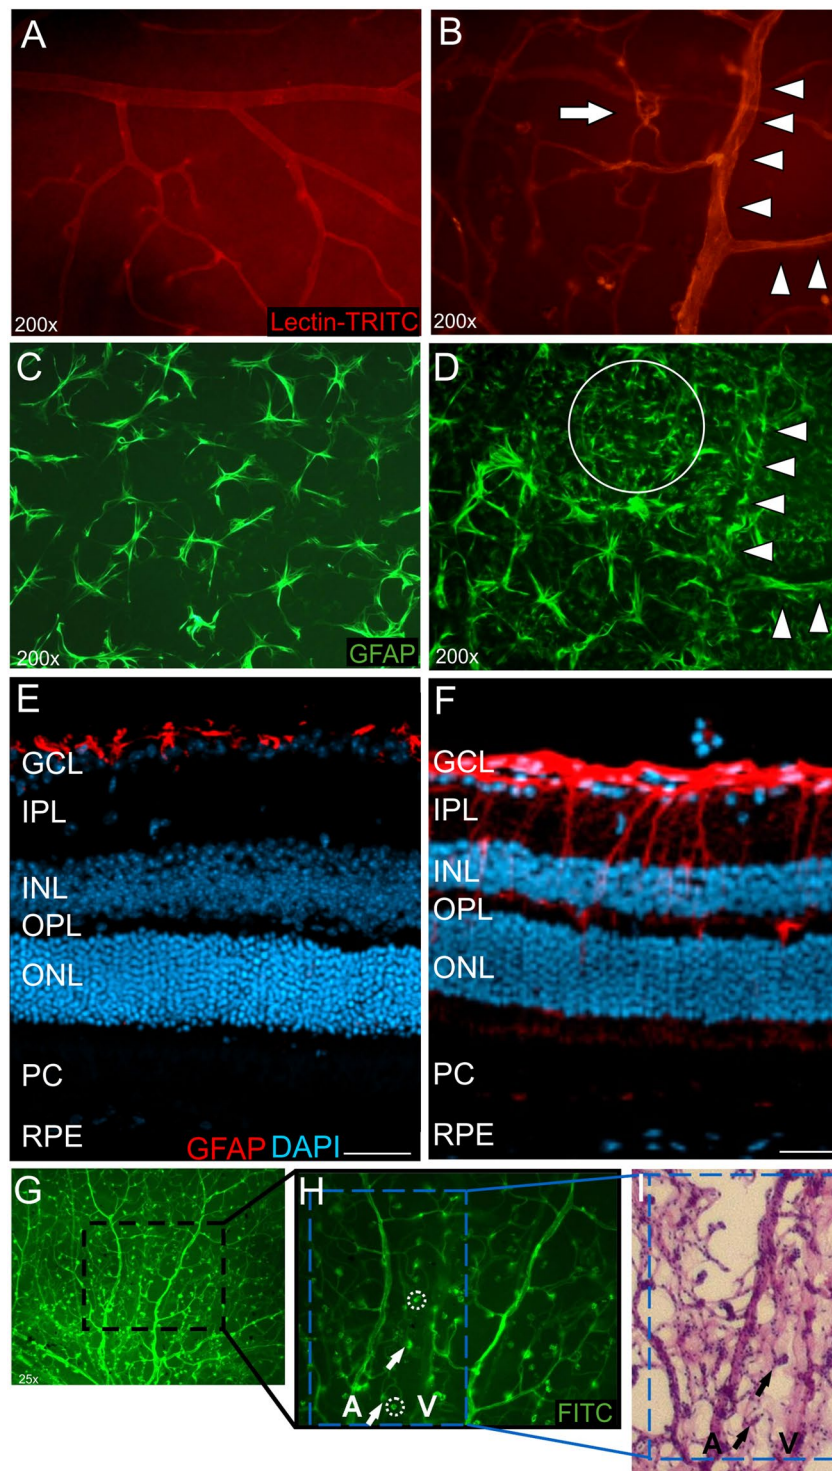 A
B
200x
Lectin-TRITC
C
D
200x
GFAP
200x
E
F
GCL
IPL
INL
OPL
ONL
PC
RPE
GFAP DAPI
GCL
IPL
INL
OPL
ONL
PC
RPE
G
H
I
25x
A
V
FITC
A
V